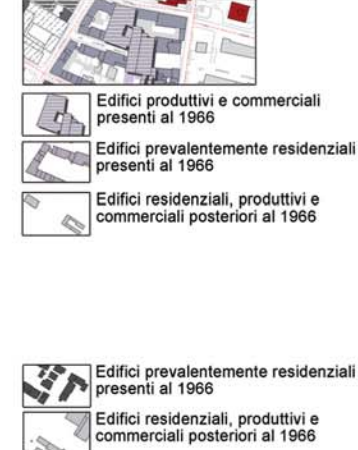 Edifici produttivi e commerciali
presenti al 1966
Edifici prevalentemente residenziali
presenti al 1966
Edifici residenziali, produttivi e
commerciali posteriori al 1966
Edifici prevalentemente residenziali
presenti al 1966
Edifici residenziali, produttivi e
commerciali posteriori al 1966